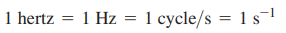 1 hertz = 1 Hz = 1 cycle/s = 1 s⁻¹